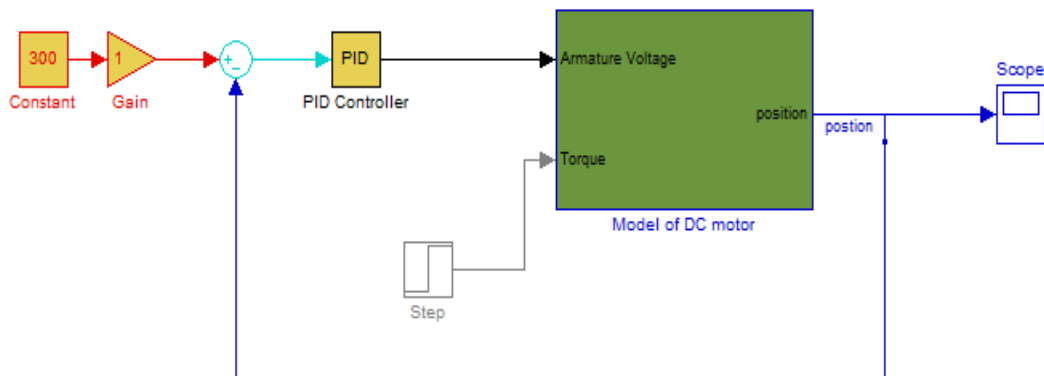 300
Constant
1
Gain
+
-
PID
PID Controller
Armature Voltage
position
Torque
Model of DC motor
postion
Scope
Step